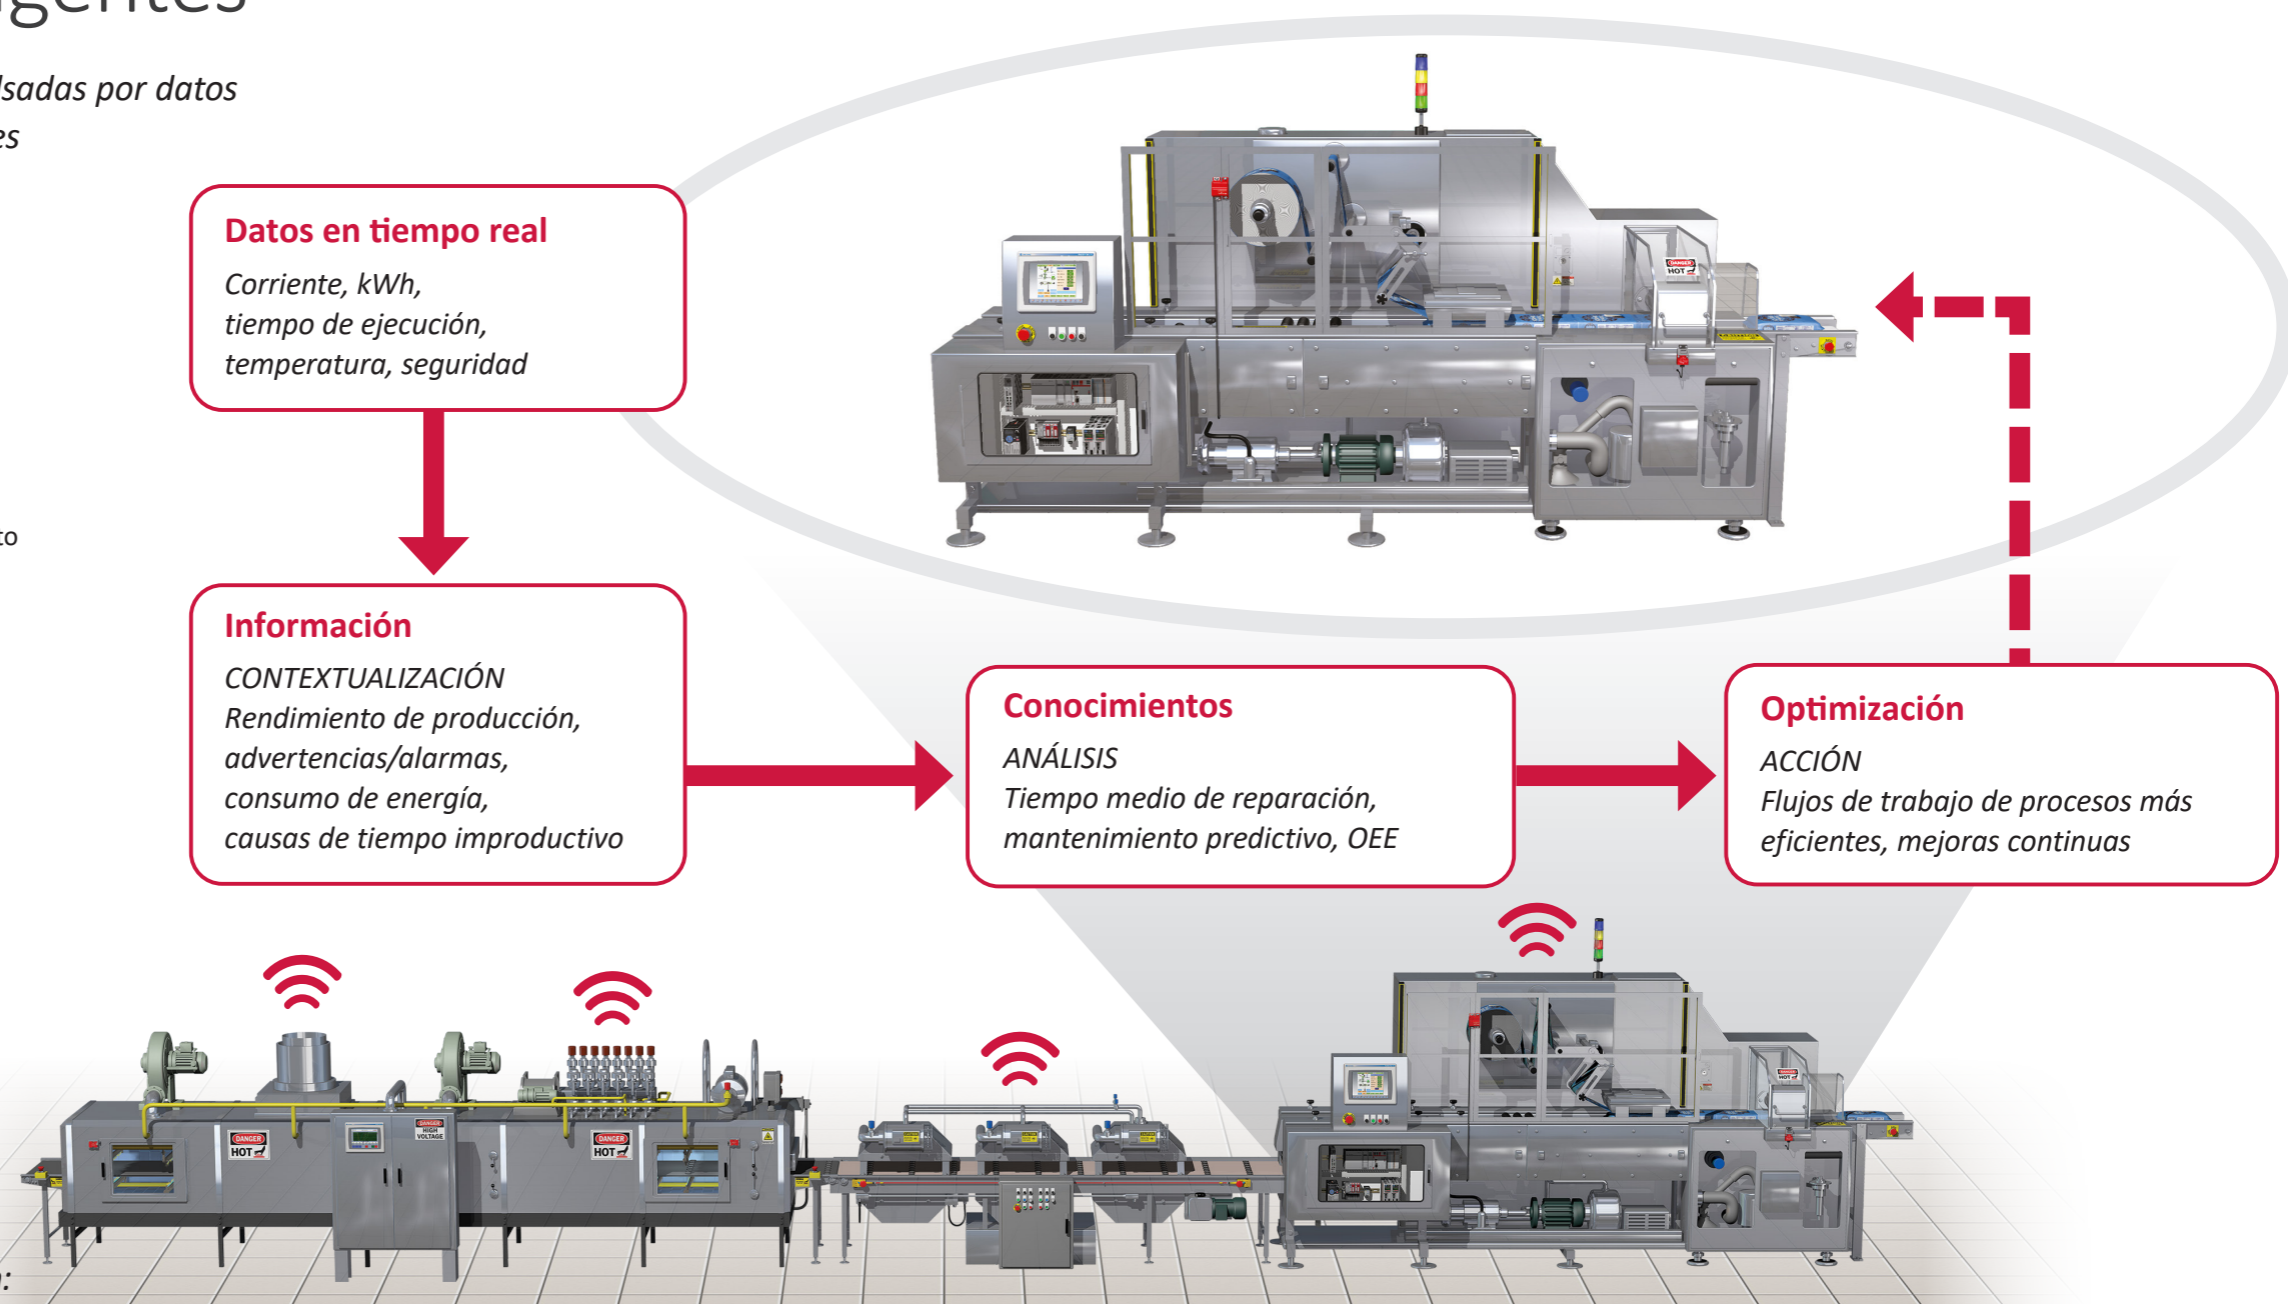 lsadas por datos
es
Datos en tiempo real
Corriente, kWh,
tiempo de ejecución,
temperatura, seguridad
Información
CONTEXTUALIZACIÓN
Rendimiento de producción,
advertencias/alarmas,
consumo de energía,
causas de tiempo improductivo
Conocimientos
ANÁLISIS
Tiempo medio de reparación,
mantenimiento predictivo, OEE
Optimización
ACCIÓN
Flujos de trabajo de procesos más
eficientes, mejoras continuas
DANGER
HOT
DANGER
HOT
DANGER
HIGH
VOLTAGE
DANGER
HOT
DANGER
HOT